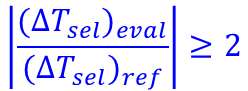 |(ΔT_sel)_eval / (ΔT_sel)_ref| ≥ 2